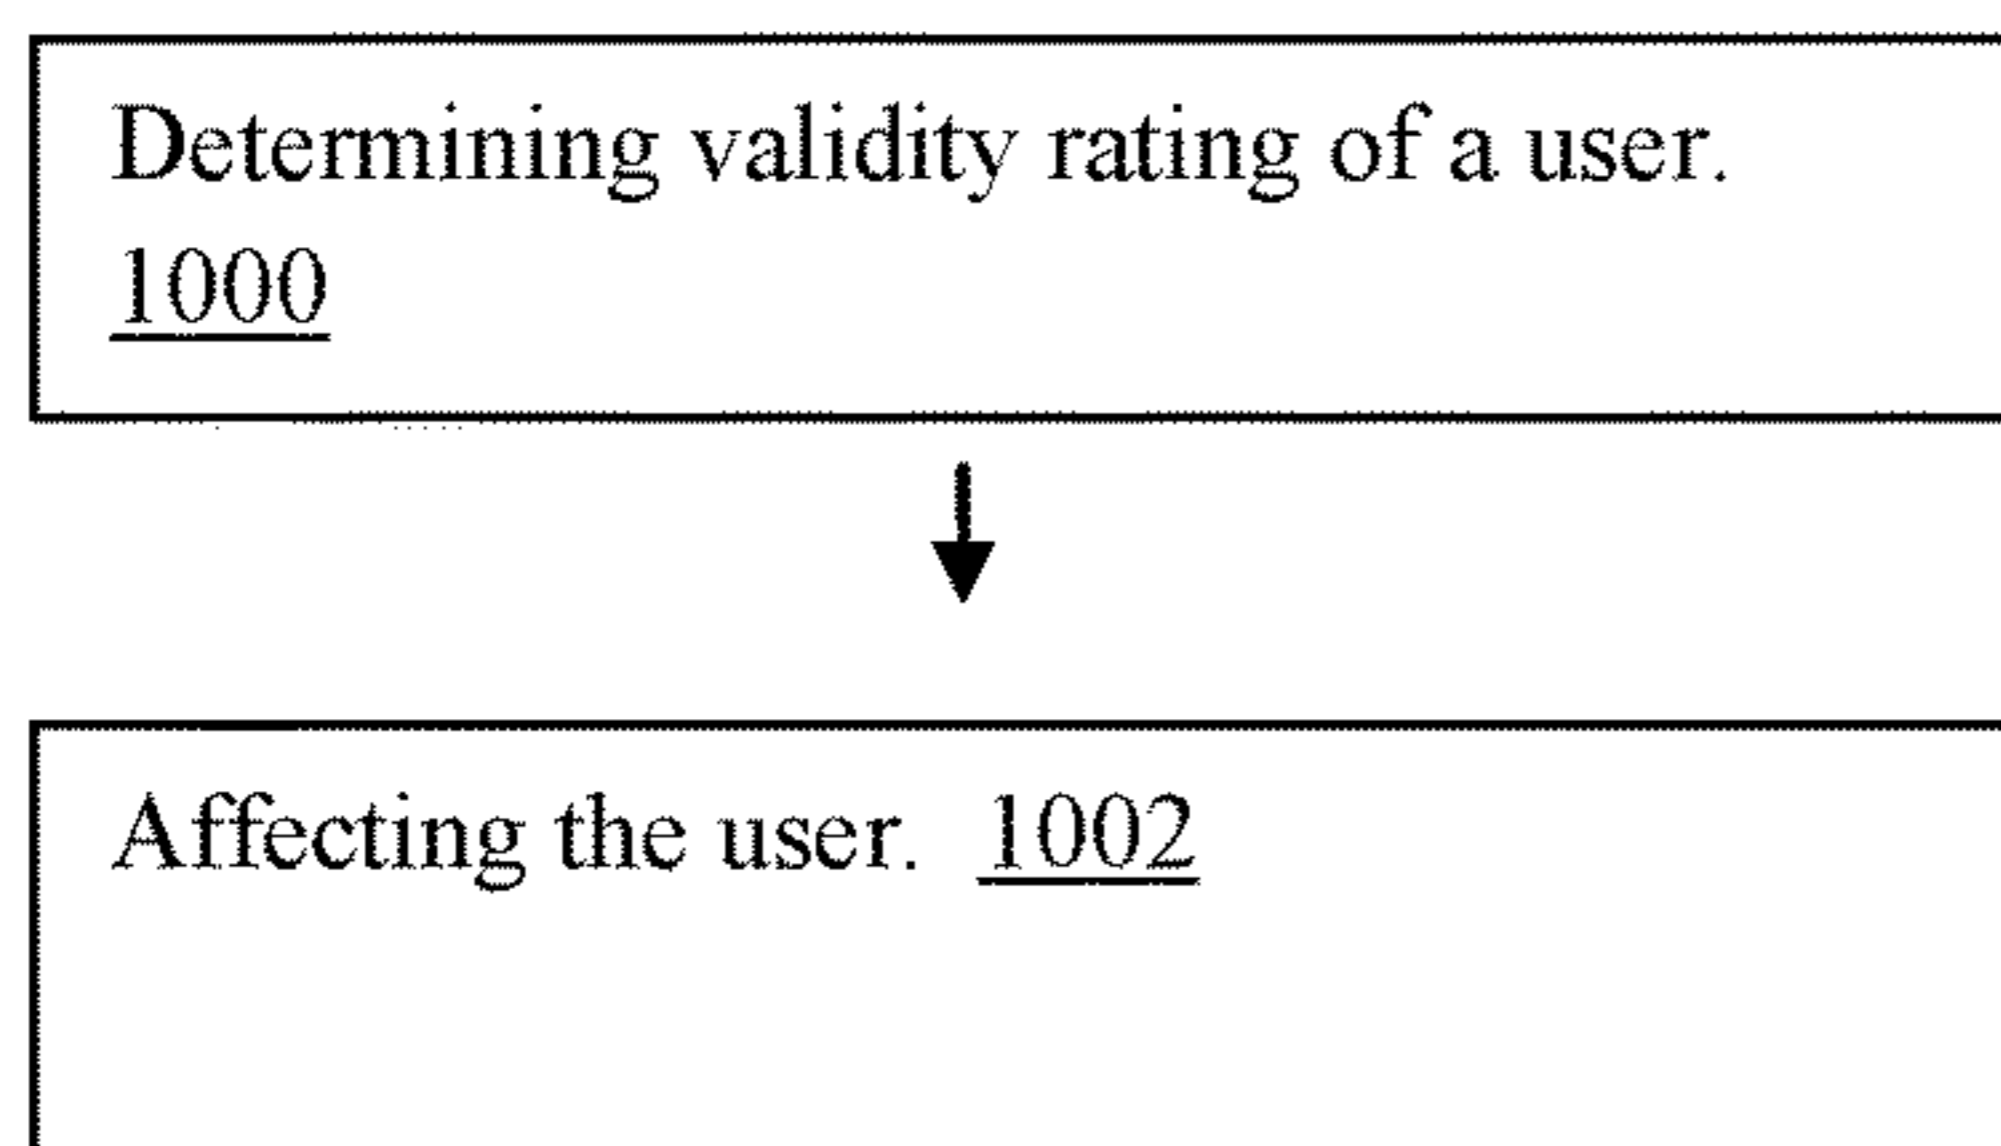 Determining validity rating of a user.
1000
Affecting the user. 1002